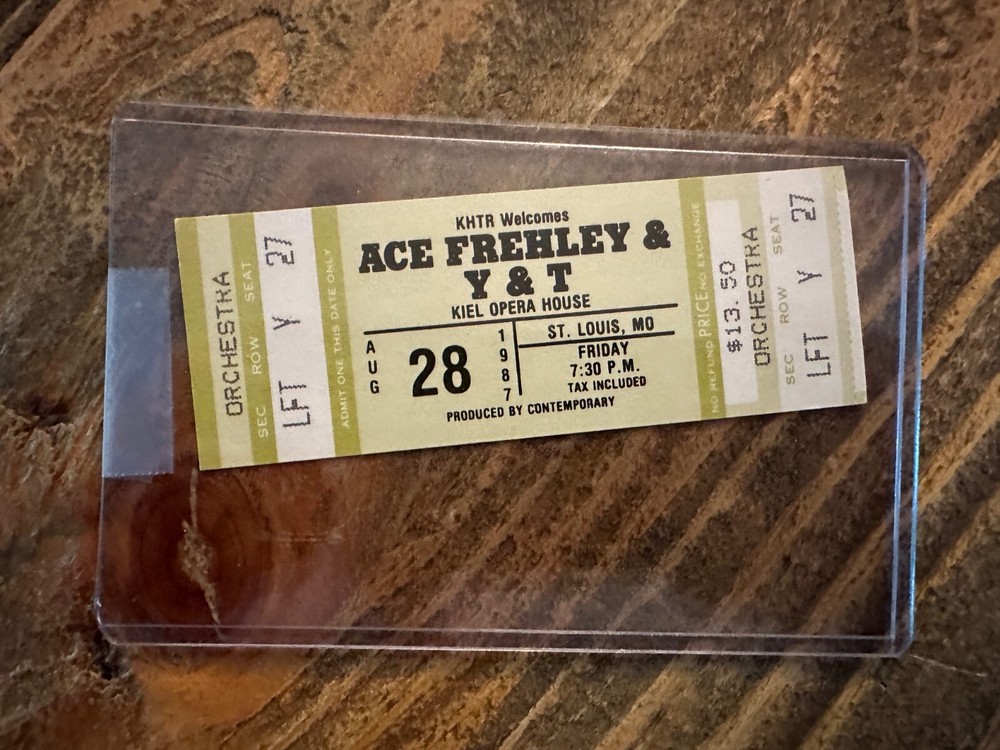 ORCHESTRA
SEC ROW SEAT
LFT Y 27
ADMIT ONE THIS DATE ONLY
KHTR Welcomes
ACE FREHLEY &
Y & T
KIEL OPERA HOUSE
AUG
28
1987
ST. LOUIS, MO
FRIDAY
7:30 P.M.
TAX INCLUDED
PRODUCED BY CONTEMPORARY
NO REFUND PRICE NO EXCHANGE
$13.50
ORCHESTRA
SEC ROW SEAT
LFT Y 27